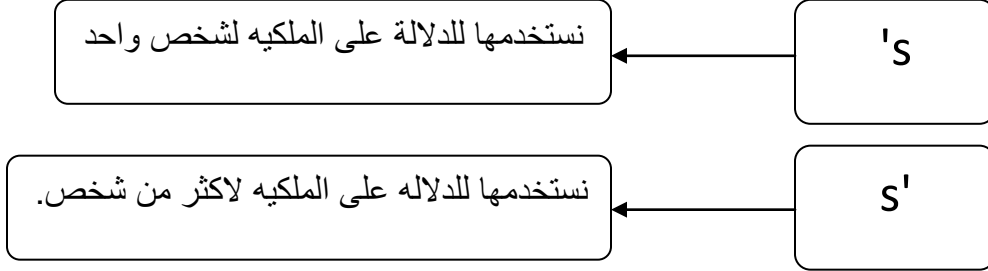 's
نستخدمها للدلالة على الملكيه لشخص واحد
s'
نستخدمها للدلاله على الملكيه لاكثر من شخص.